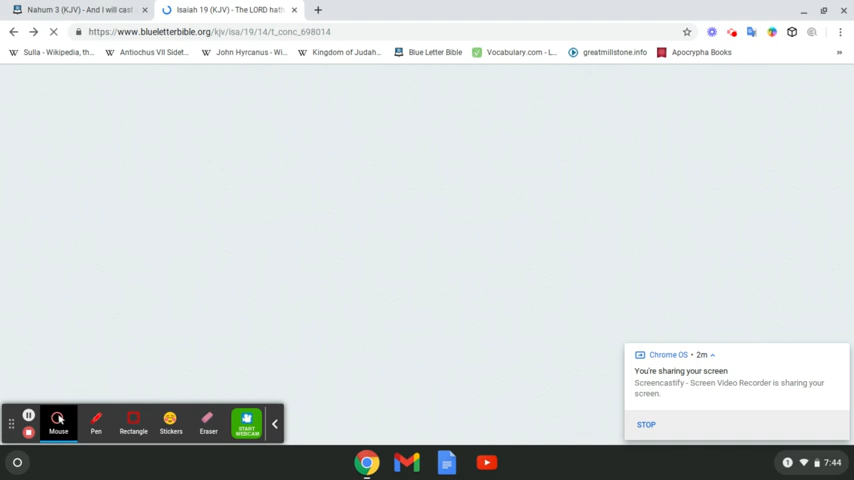 Nahum 3 (KJV) - And I will cast
Isaiah 19 (KJV) - The LORD hath
https://www.blueletterbible.org/kjv/isa/19/14/t_conc_698014
Sulla - Wikipedia, th...
Antiochus VII Sidet...
John Hyrcanus - Wi...
Kingdom of Judah...
Blue Letter Bible
Vocabulary.com - L...
greatmillstone.info
Apocrypha Books
Chrome OS • 2m
You're sharing your screen
Screencastify - Screen Video Recorder is sharing your
screen.
STOP
Mouse
Pen
Rectangle
Stickers
Eraser
START
WEBCAM
1
7:44